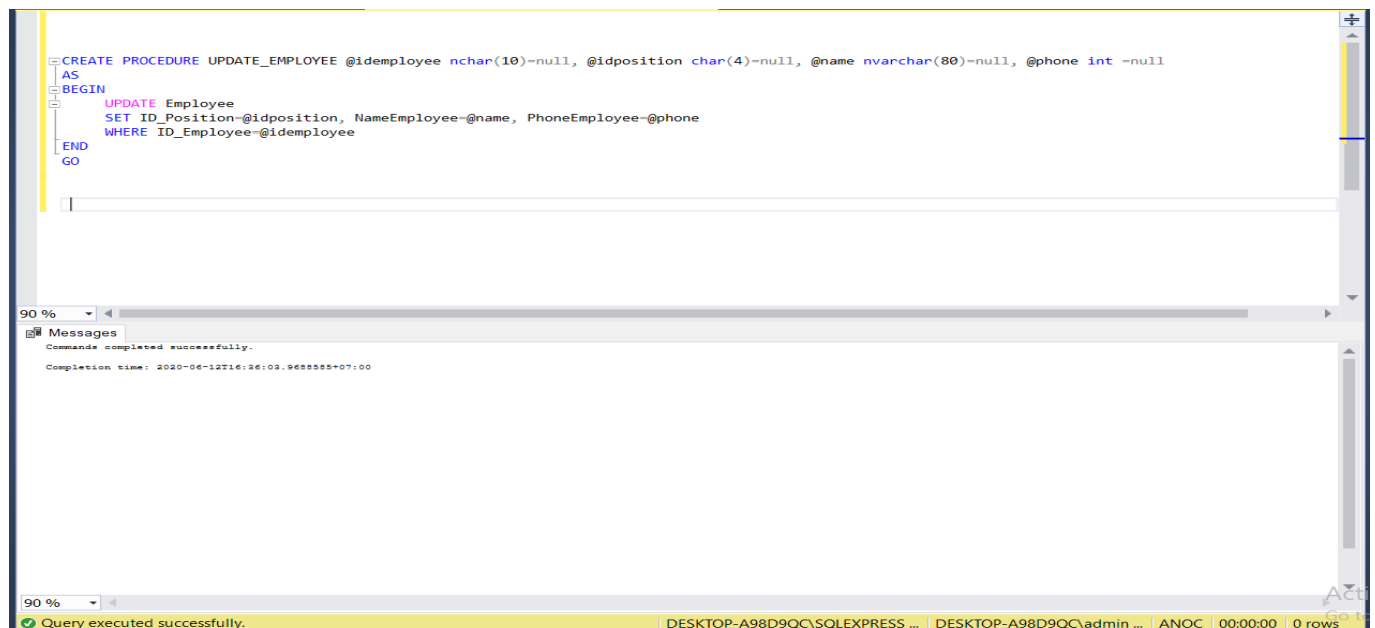 CREATE PROCEDURE UPDATE_EMPLOYEE @idemployee nchar(10)=null, @idposition char(4)=null, @name nvarchar(80)=null, @phone int =null
AS
BEGIN
UPDATE Employee
SET ID_Position=@idposition, NameEmployee=@name, PhoneEmployee=@phone
WHERE ID_Employee=@idemployee
END
GO
90 %
Messages
Commands completed successfully.
Completion time: 2020-06-12T16:36:03.9688585+07:00
Acti
90 %
Go to
Query executed successfully.
DESKTOP-A98D9QC\SQLEXPRESS ... DESKTOP-A98D9QC\admin ... ANOC 00:00:00 0 rows